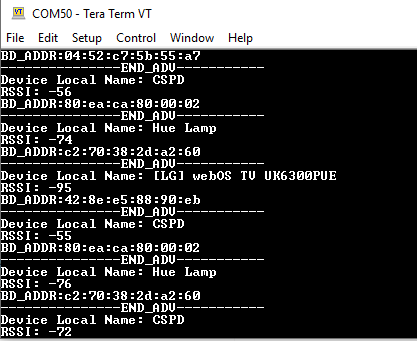 COM50 - Tera Term VT
File Edit Setup Control Window Help
BD_ADDR:04:52:c7:5b:55:a7
----------------END_ADV------------
Device Local Name: CSPD
RSSI: -56
BD_ADDR:80:ea:ca:80:00:02
----------------END_ADV------------
Device Local Name: Hue Lamp
RSSI: -74
BD_ADDR:c2:70:38:2d:a2:60
----------------END_ADV------------
Device Local Name: [LG] webOS TV UK6300PUE
RSSI: -95
BD_ADDR:42:8e:e5:88:90:eb
----------------END_ADV------------
Device Local Name: CSPD
RSSI: -55
BD_ADDR:80:ea:ca:80:00:02
----------------END_ADV------------
Device Local Name: Hue Lamp
RSSI: -76
BD_ADDR:c2:70:38:2d:a2:60
----------------END_ADV------------
Device Local Name: CSPD
RSSI: -72